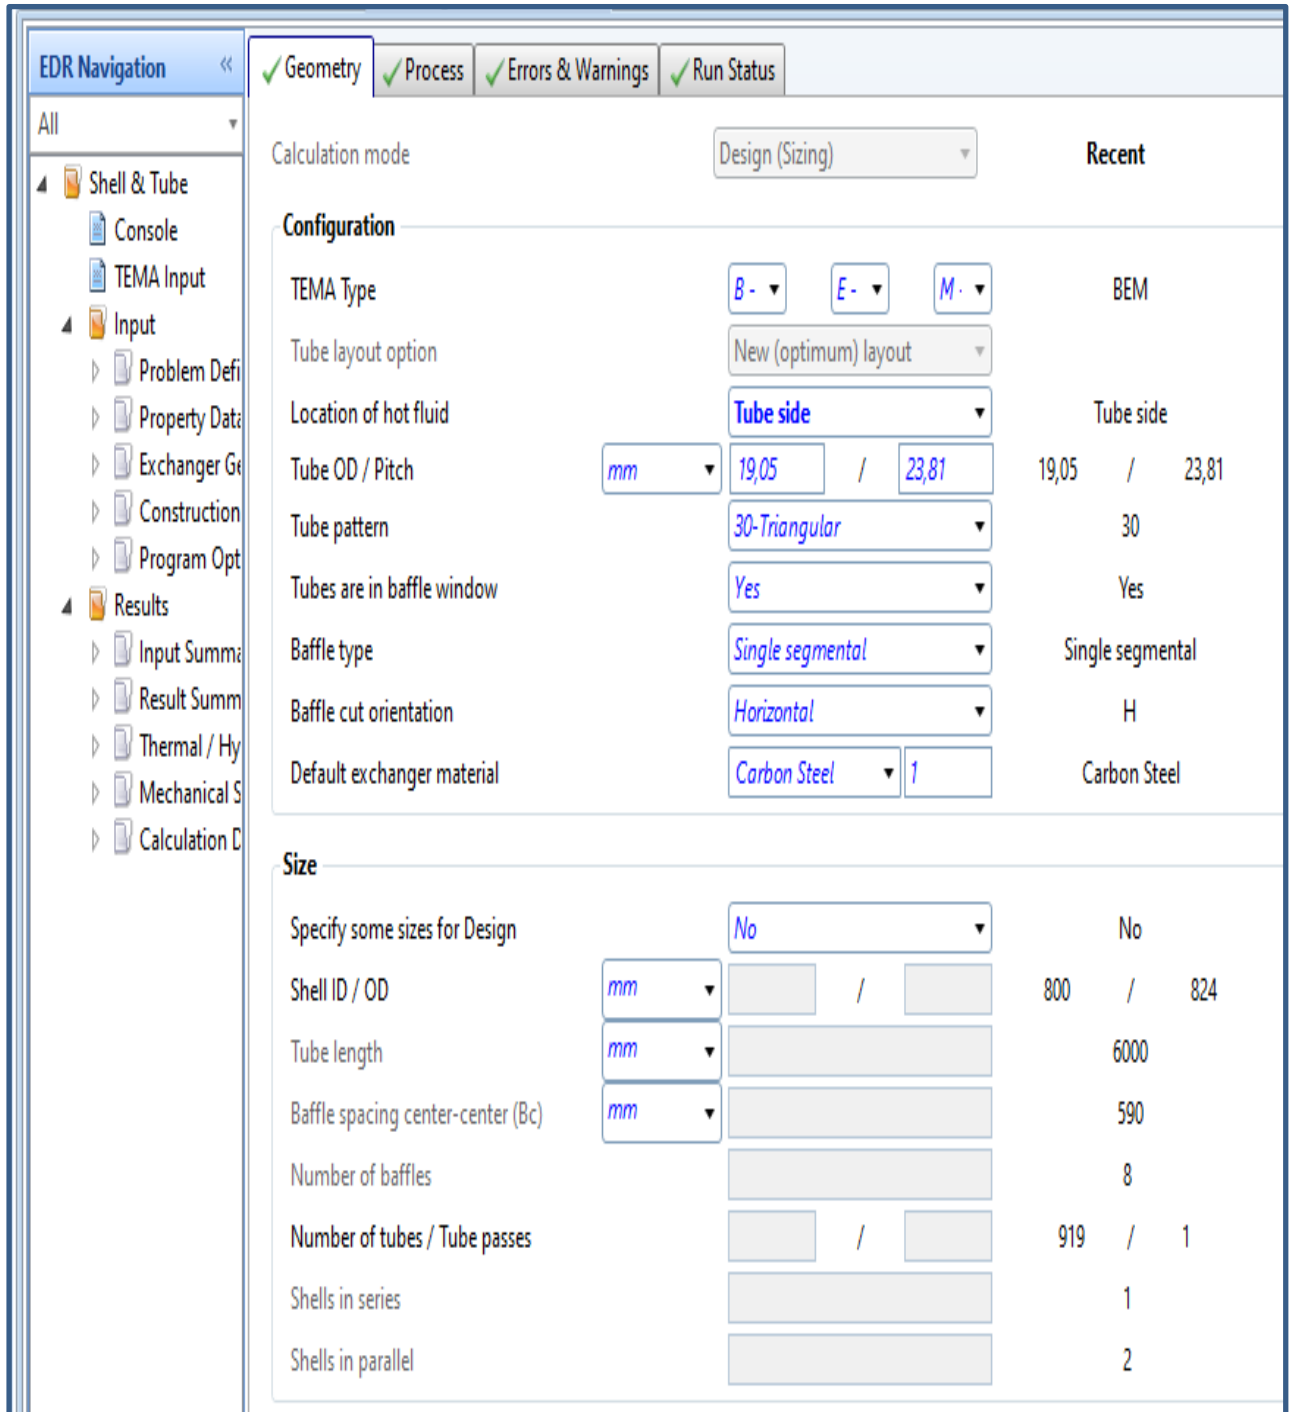 EDR Navigation «
All
Shell & Tube
Console
TEMA Input
Input
Problem Defi
Property Data
Exchanger Ge
Construction
Program Opt
Results
Input Summa
Result Summ
Thermal / Hy
Mechanical S
Calculation D
Geometry Process Errors & Warnings Run Status
Calculation mode Design (Sizing) Recent
Configuration
TEMA Type B - E - M - BEM
Tube layout option New (optimum) layout
Location of hot fluid Tube side Tube side
Tube OD / Pitch mm 19,05 / 23,81 19,05 / 23,81
Tube pattern 30-Triangular 30
Tubes are in baffle window Yes Yes
Baffle type Single segmental Single segmental
Baffle cut orientation Horizontal H
Default exchanger material Carbon Steel 1 Carbon Steel
Size
Specify some sizes for Design No No
Shell ID / OD mm / 800 / 824
Tube length mm 6000
Baffle spacing center-center (Bc) mm 590
Number of baffles 8
Number of tubes / Tube passes / 919 / 1
Shells in series 1
Shells in parallel 2